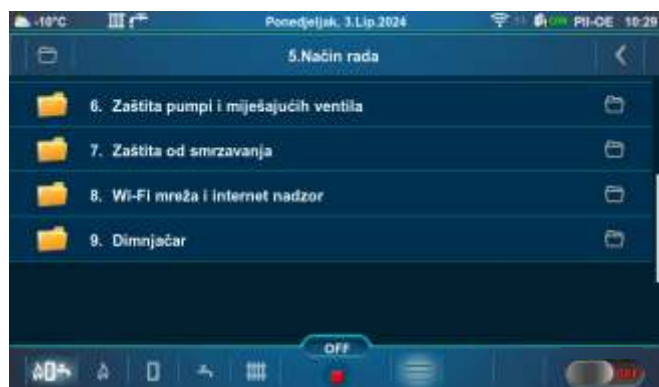 -10°C Ponedjeljak, 3.Lip.2024 PII-OE 10:29
5.Način rada
6. Zaštita pumpi i miješajućih ventila
7. Zaštita od smrzavanja
8. Wi-Fi mreža i internet nadzor
9. Dimnjačar
OFF
OFF